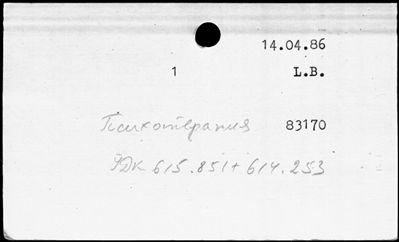 14.04.86
1 L.B.
Психотерапия 83170
УДК 615.851+614.253